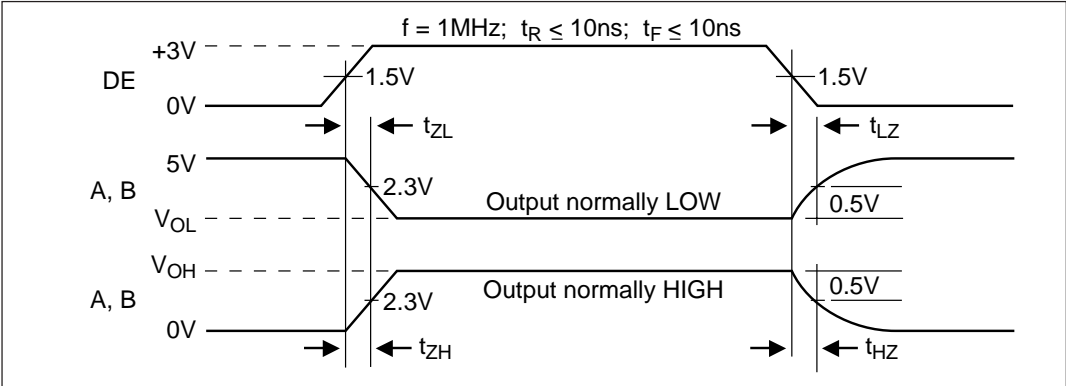 f = 1MHz; tR ≤ 10ns; tF ≤ 10ns
+3V
DE
1.5V
1.5V
0V
tZL
tLZ
5V
A, B
2.3V
Output normally LOW
0.5V
VOL
VOH
A, B
2.3V
Output normally HIGH
0.5V
0V
tZH
tHZ